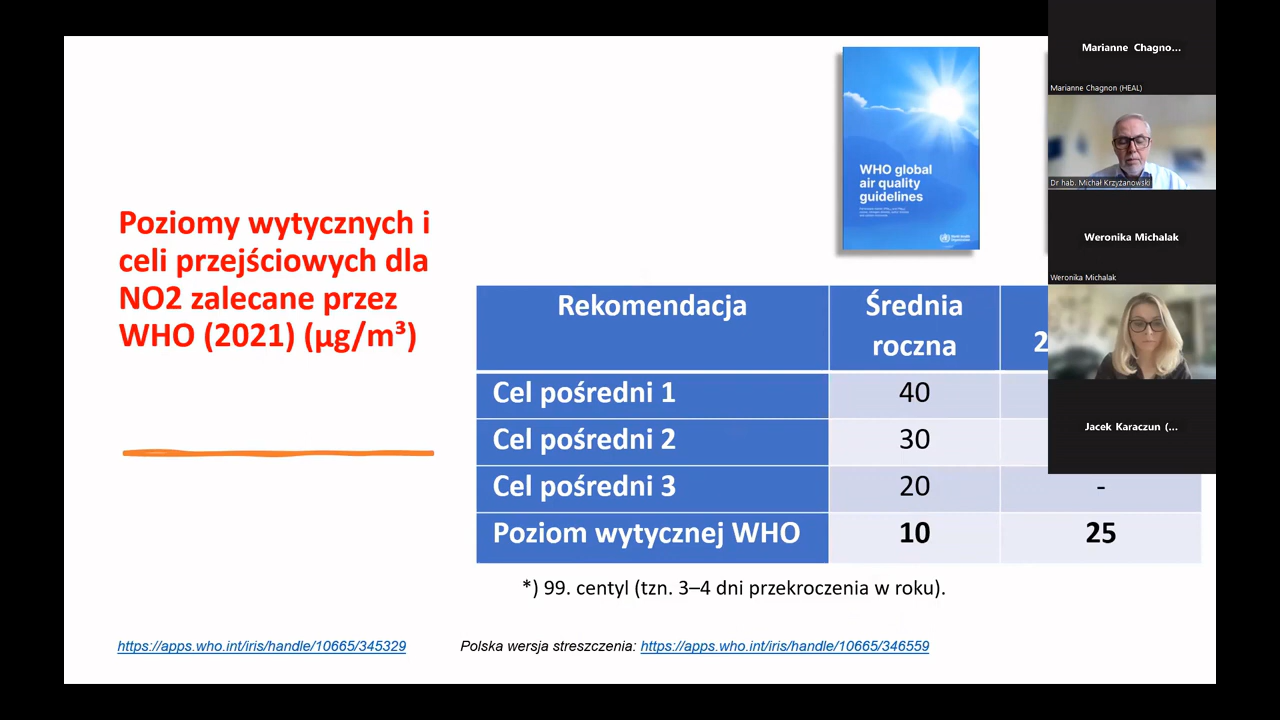 Marianne Chagno...
Marianne Chagnon (HEAL)
Dr hab. Michał Krzyżanowski
Weronika Michalak
Weronika Michalak
Jacek Karaczun (...
WHO global
air quality
guidelines
Poziomy wytycznych i
celi przejściowych dla
NO2 zalecane przez
WHO (2021) (µg/m³)
Rekomendacja
Średnia
roczna
2
Cel pośredni 1
40
Cel pośredni 2
30
Cel pośredni 3
20
-
Poziom wytycznej WHO
10
25
*) 99. centyl (tzn. 3–4 dni przekroczenia w roku).
https://apps.who.int/iris/handle/10665/345329
Polska wersja streszczenia: https://apps.who.int/iris/handle/10665/346559